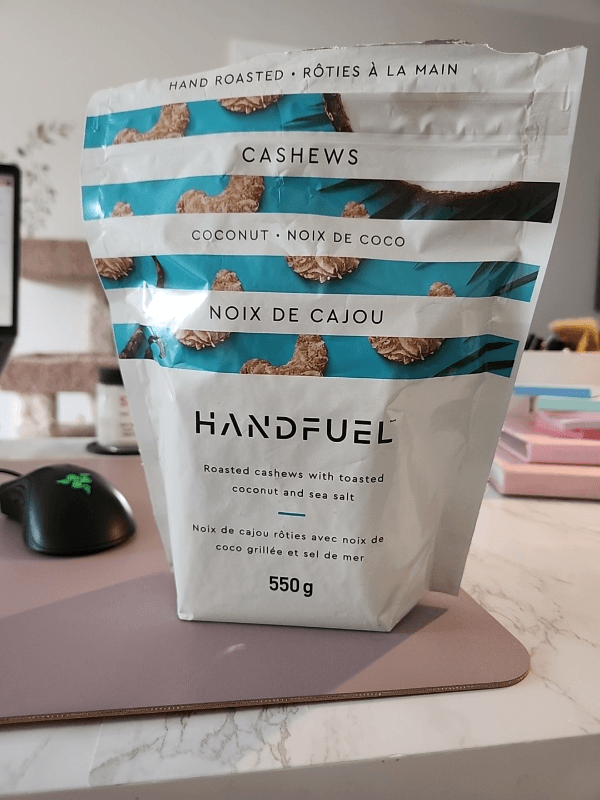 HAND ROASTED • RÔTIES À LA MAIN
CASHEWS
COCONUT • NOIX DE COCO
NOIX DE CAJOU
HANDFUEL
Roasted cashews with toasted
coconut and sea salt
Noix de cajou rôties avec noix de
coco grillée et sel de mer
550 g